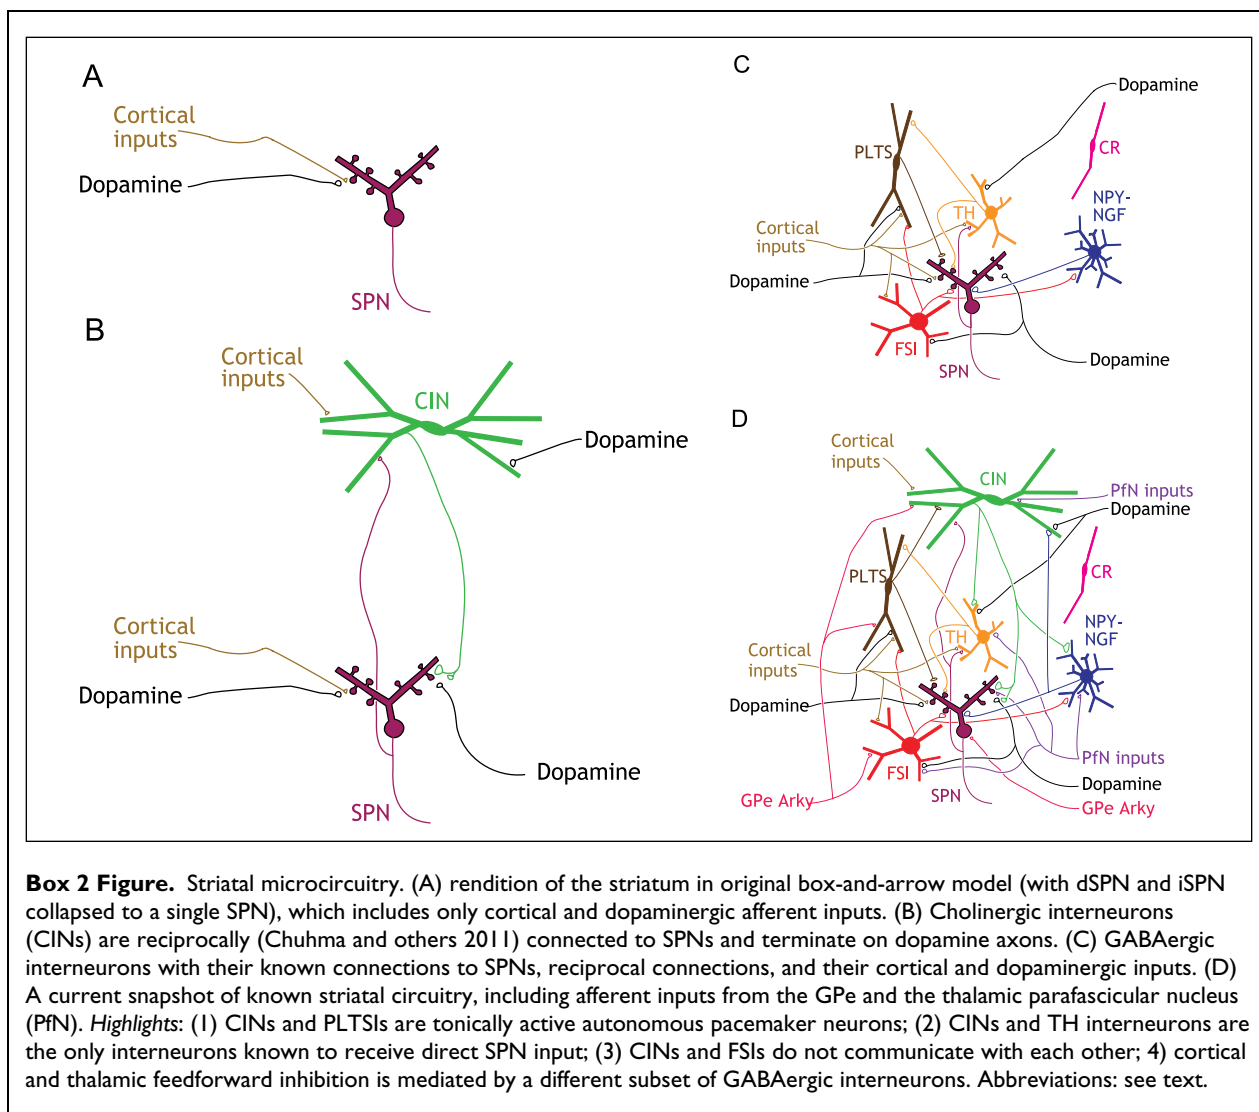 A
Cortical
inputs
Dopamine
SPN
B
Cortical
inputs
CIN
Dopamine
Cortical
inputs
Dopamine
Dopamine
SPN
C
Dopamine
PLTS
CR
TH
NPY-
NGF
Cortical
inputs
Dopamine
FSI
SPN
Dopamine
D
Cortical
inputs
CIN
PfN inputs
Dopamine
PLTS
CR
TH
NPY-
NGF
Cortical
inputs
Dopamine
FSI
SPN
PfN inputs
Dopamine
GPe Arky
GPe Arky
Box 2 Figure. Striatal microcircuitry. (A) rendition of the striatum in original box-and-arrow model (with dSPN and iSPN
collapsed to a single SPN), which includes only cortical and dopaminergic afferent inputs. (B) Cholinergic interneurons
(CINs) are reciprocally (Chuhma and others 2011) connected to SPNs and terminate on dopamine axons. (C) GABAergic
interneurons with their known connections to SPNs, reciprocal connections, and their cortical and dopaminergic inputs. (D)
A current snapshot of known striatal circuitry, including afferent inputs from the GPe and the thalamic parafascicular nucleus
(PfN). Highlights: (1) CINs and PLTSIs are tonically active autonomous pacemaker neurons; (2) CINs and TH interneurons are
the only interneurons known to receive direct SPN input; (3) CINs and FSIs do not communicate with each other; 4) cortical
and thalamic feedforward inhibition is mediated by a different subset of GABAergic interneurons. Abbreviations: see text.